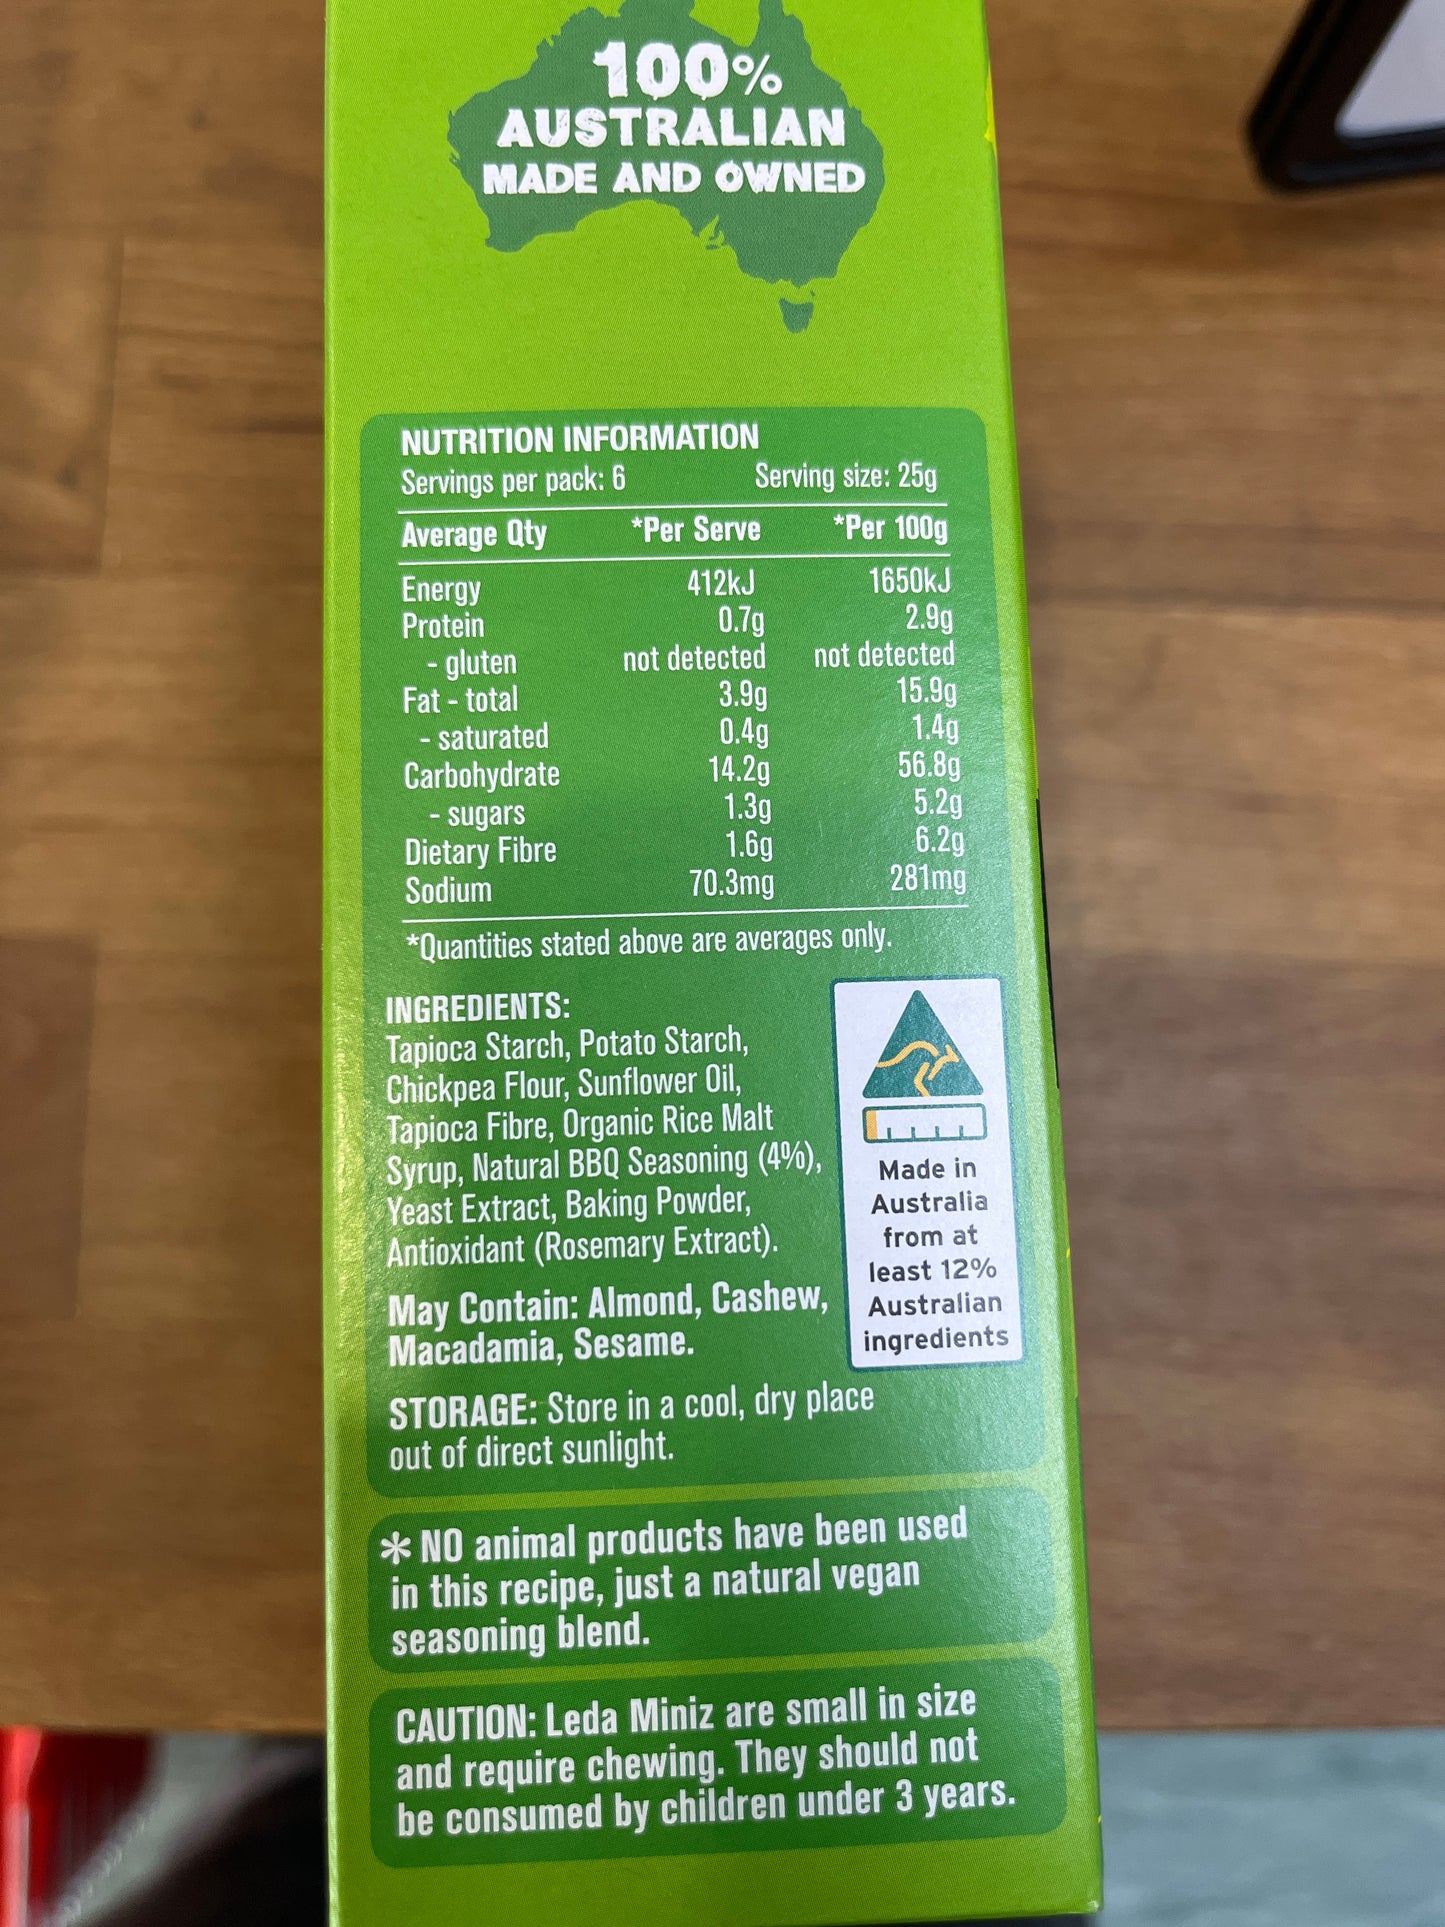 100%
AUSTRALIAN
MADE AND OWNED
NUTRITION INFORMATION
Servings per pack: 6 Serving size: 25g
Average Qty *Per Serve *Per 100g
Energy 412kJ 1650kJ
Protein 0.7g 2.9g
- gluten not detected not detected
Fat - total 3.9g 15.9g
- saturated 0.4g 1.4g
Carbohydrate 14.2g 56.8g
- sugars 1.3g 5.2g
Dietary Fibre 1.6g 6.2g
Sodium 70.3mg 281mg
*Quantities stated above are averages only.
INGREDIENTS:
Tapioca Starch, Potato Starch,
Chickpea Flour, Sunflower Oil,
Tapioca Fibre, Organic Rice Malt
Syrup, Natural BBQ Seasoning (4%),
Yeast Extract, Baking Powder,
Antioxidant (Rosemary Extract).
May Contain: Almond, Cashew,
Macadamia, Sesame.
Made in
Australia
from at
least 12%
Australian
ingredients
STORAGE: Store in a cool, dry place
out of direct sunlight.
* NO animal products have been used
in this recipe, just a natural vegan
seasoning blend.
CAUTION: Leda Miniz are small in size
and require chewing. They should not
be consumed by children under 3 years.